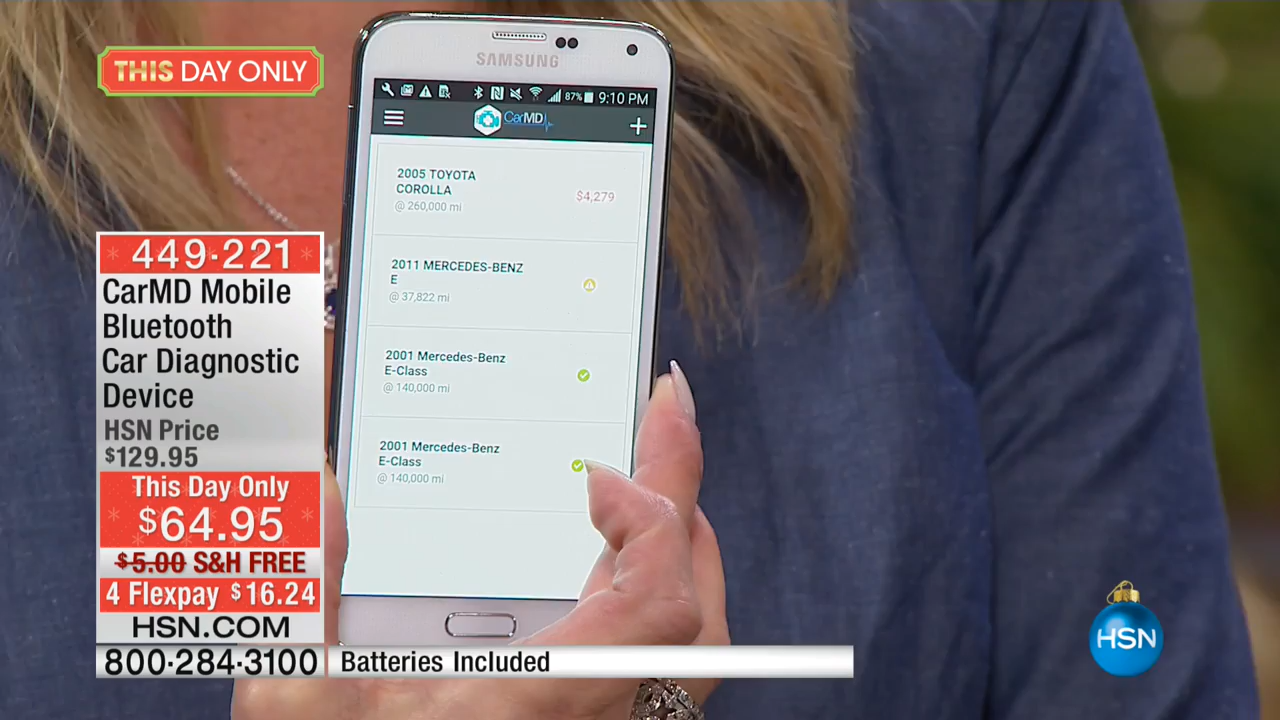 THIS DAY ONLY
449·221
CarMD Mobile
Bluetooth
Car Diagnostic
Device
HSN Price
$129.95
This Day Only
$64.95
$5.00 S&H FREE
4 Flexpay $16.24
HSN.COM
800·284·3100
Batteries Included
SAMSUNG
87% 9:10 PM
CarMD
2005 TOYOTA
COROLLA
@ 260,000 mi
$4,279
2011 MERCEDES-BENZ
E
@ 37,822 mi
2001 Mercedes-Benz
E-Class
@ 140,000 mi
2001 Mercedes-Benz
E-Class
@ 140,000 mi
HSN